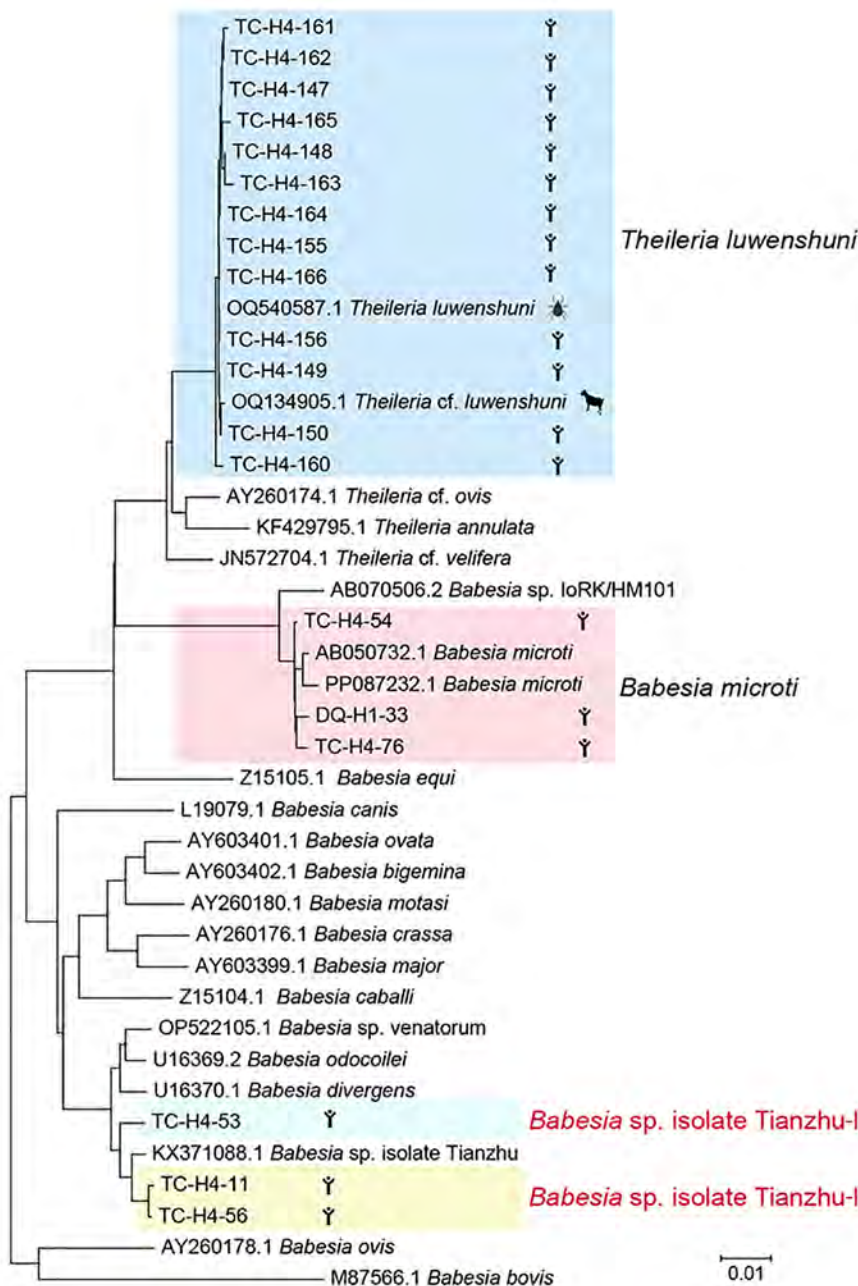 TC-H4-161
TC-H4-162
TC-H4-147
TC-H4-165
TC-H4-148
TC-H4-163
TC-H4-164
TC-H4-155
TC-H4-166
OQ540587.1 Theileria luwenshuni
TC-H4-156
TC-H4-149
OQ134905.1 Theileria cf. luwenshuni
TC-H4-150
TC-H4-160
Theileria luwenshuni
AY260174.1 Theileria cf. ovis
KF429795.1 Theileria annulata
JN572704.1 Theileria cf. velifera
AB070506.2 Babesia sp. IoRK/HM101
TC-H4-54
AB050732.1 Babesia microti
PP087232.1 Babesia microti
DQ-H1-33
TC-H4-76
Babesia microti
Z15105.1 Babesia equi
L19079.1 Babesia canis
AY603401.1 Babesia ovata
AY603402.1 Babesia bigemina
AY260180.1 Babesia motasi
AY260176.1 Babesia crassa
AY603399.1 Babesia major
Z15104.1 Babesia caballi
OP522105.1 Babesia sp. venatorum
U16369.2 Babesia odocoilei
U16370.1 Babesia divergens
TC-H4-53
Babesia sp. isolate Tianzhu-I
KX371088.1 Babesia sp. isolate Tianzhu
TC-H4-11
TC-H4-56
Babesia sp. isolate Tianzhu-I
AY260178.1 Babesia ovis
M87566.1 Babesia bovis
0.01